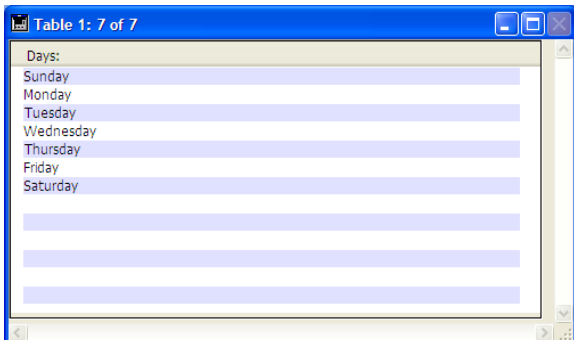 Table 1: 7 of 7
Days:
Sunday
Monday
Tuesday
Wednesday
Thursday
Friday
Saturday